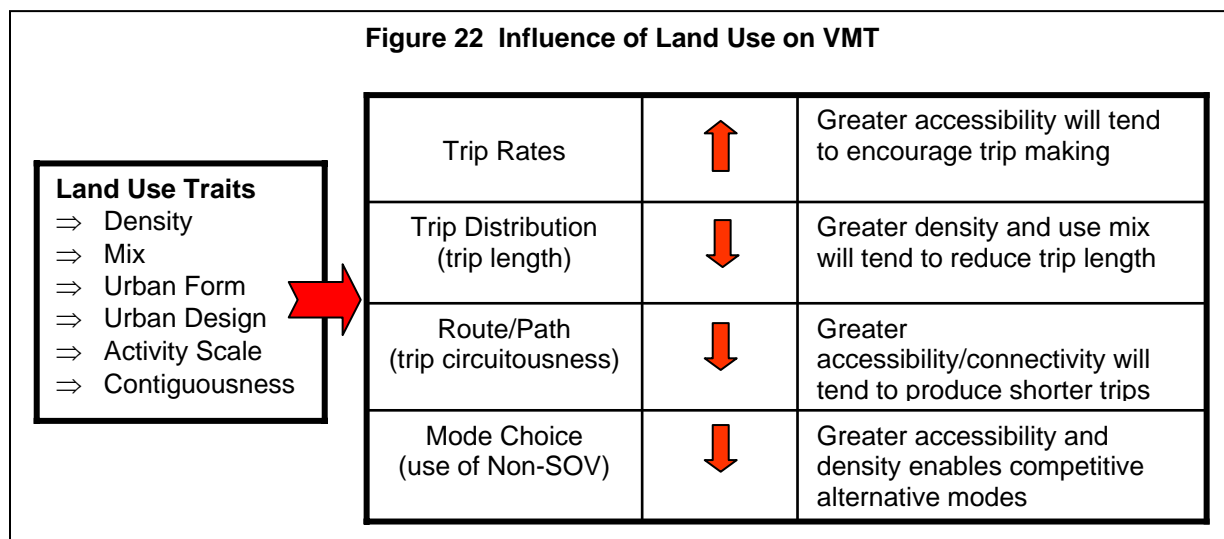 Figure 22 Influence of Land Use on VMT
Land Use Traits
⇒ Density
⇒ Mix
⇒ Urban Form
⇒ Urban Design
⇒ Activity Scale
⇒ Contiguousness
Trip Rates
Greater accessibility will tend
to encourage trip making
Trip Distribution
(trip length)
Greater density and use mix
will tend to reduce trip length
Route/Path
(trip circuitousness)
Greater
accessibility/connectivity will
tend to produce shorter trips
Mode Choice
(use of Non-SOV)
Greater accessibility and
density enables competitive
alternative modes